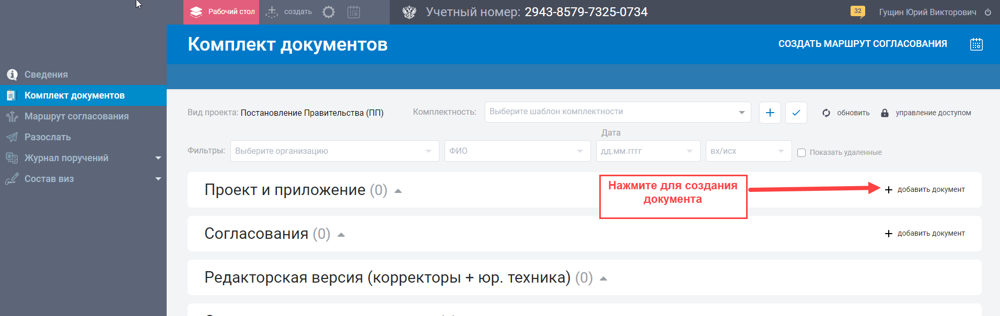 Рабочий стол
создать
Учетный номер: 2943-8579-7325-0734
32
Гущин Юрий Викторович
Комплект документов
СОЗДАТЬ МАРШРУТ СОГЛАСОВАНИЯ
Сведения
Комплект документов
Маршрут согласования
Разослать
Журнал поручений
Состав виз
Вид проекта: Постановление Правительства (ПП)
Комплектность:
Выберите шаблон комплектности
обновить
управление доступом
Дата
Фильтры:
Выберите организацию
ФИО
дд.мм.гггг
вх/исх
Показать удаленные
Проект и приложение (0)
Нажмите для создания
документа
+ добавить документ
Согласования (0)
+ добавить документ
Редакторская версия (корректоры + юр. техника) (0)